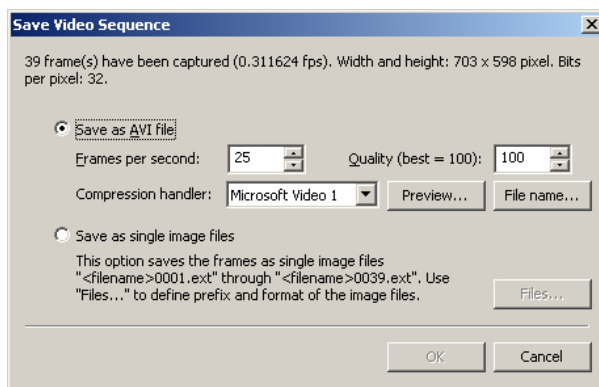 Save Video Sequence
39 frame(s) have been captured (0.311624 fps). Width and height: 703 x 598 pixel. Bits
per pixel: 32.
Save as AVI file
Frames per second: 25 Quality (best = 100): 100
Compression handler: Microsoft Video 1 Preview... File name...
Save as single image files
This option saves the frames as single image files
"<filename>0001.ext" through "<filename>0039.ext". Use
"Files..." to define prefix and format of the image files.
Files...
OK Cancel